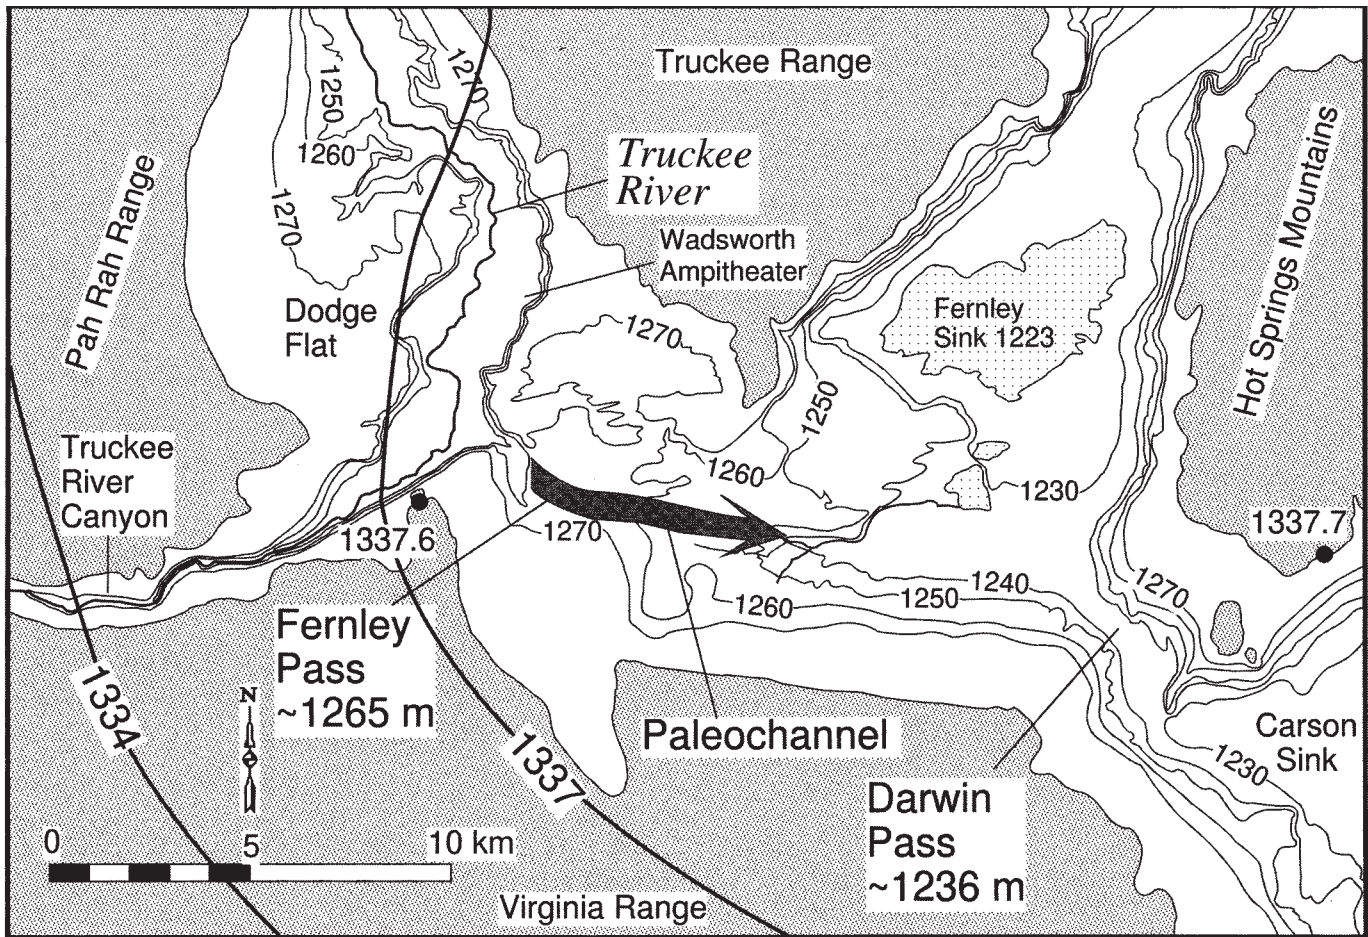 Truckee Range
1270
1250
1260
Truckee
River
Pah Rah Range
1270
Wadsworth
Ampitheater
Hot Springs Mountains
Dodge
Flat
1270
Fernley
Sink 1223
1250
Truckee
River
Canyon
1260
1230
1337.6
1270
1337.7
1240
1270
1250
1260
Fernley
Pass
~1265 m
1334
N
1337
Paleochannel
Carson
Sink
1230
Darwin
Pass
~1236 m
0
5
10 km
Virginia Range